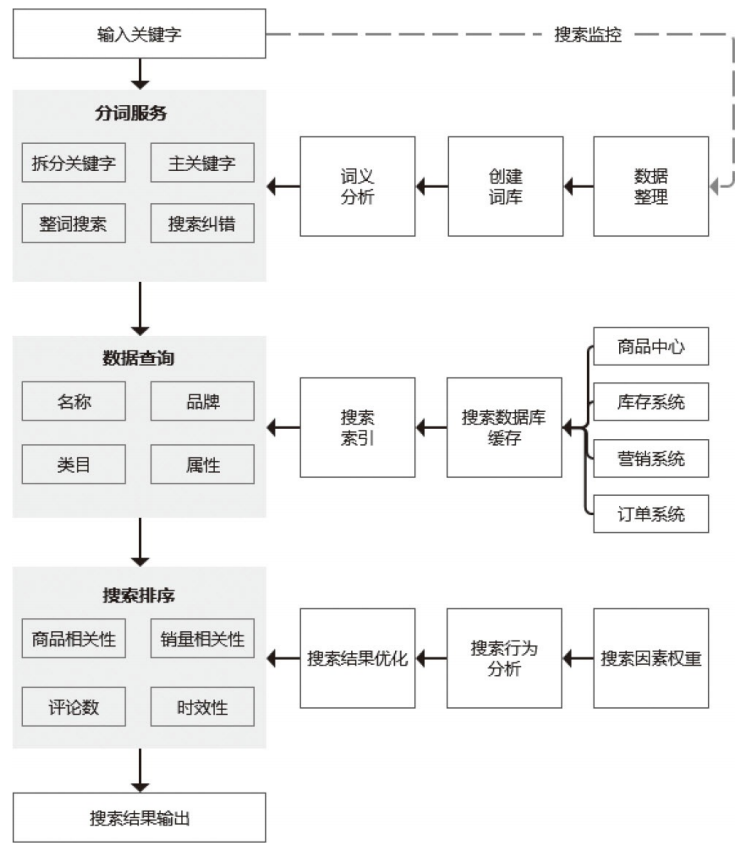 输入关键字
搜索监控
分词服务
拆分关键字
主关键字
整词搜索
搜索纠错
词义
分析
创建
词库
数据
整理
数据查询
名称
品牌
类目
属性
搜索
索引
搜索数据库
缓存
商品中心
库存系统
营销系统
订单系统
搜索排序
商品相关性
销量相关性
评论数
时效性
搜索结果优化
搜索行为
分析
搜索因素权重
搜索结果输出